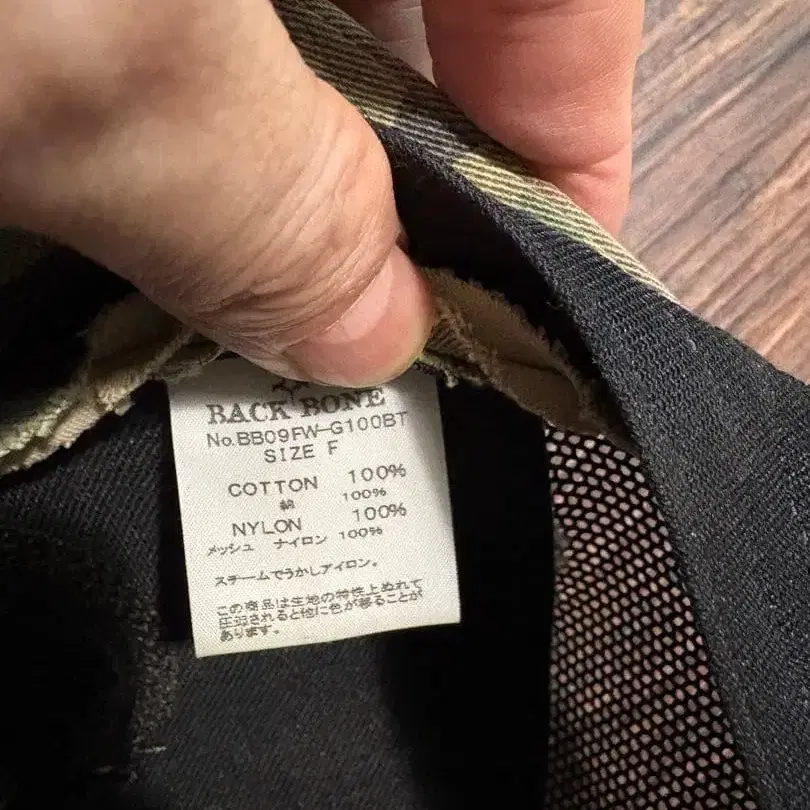 BACK BONE
No.BB09FW-G100BT
SIZE F
COTTON 100%
綿 100%
NYLON 100%
メッシュ ナイロン 100%
スチームでうかしアイロン。
この商品は生地の特性上ぬれて
圧迫されると他に色が移ることが
あります。